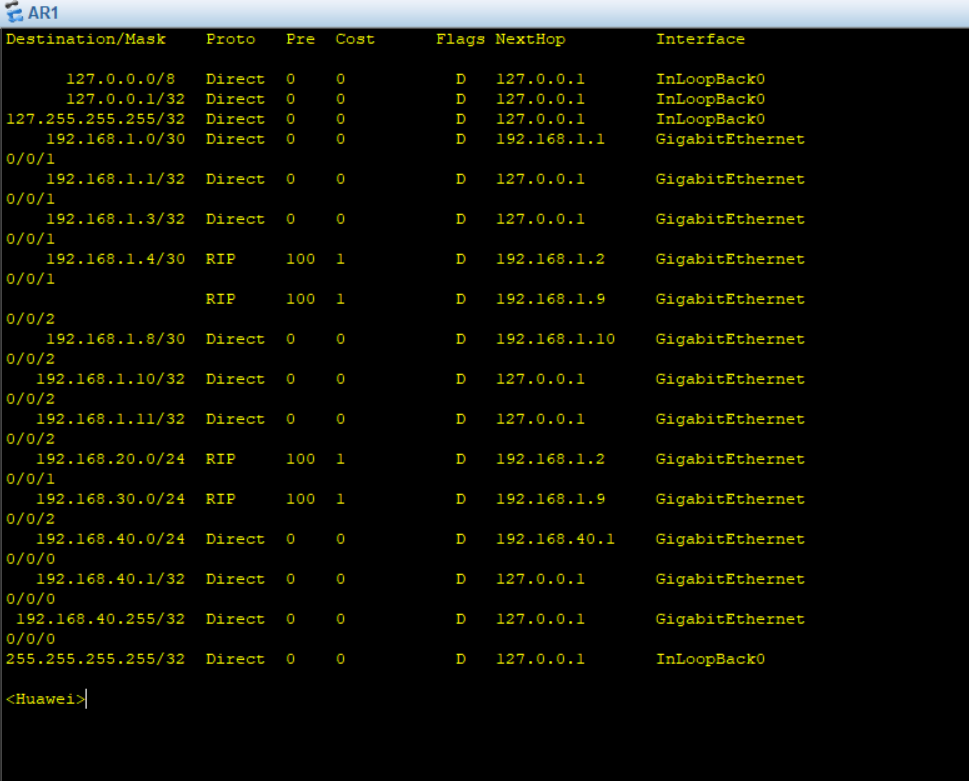 AR1
Destination/Mask    Proto   Pre  Cost      Flags NextHop         Interface
127.0.0.0/8   Direct  0    0           D   127.0.0.1       InLoopBack0
127.0.0.1/32  Direct  0    0           D   127.0.0.1       InLoopBack0
127.255.255.255/32  Direct  0    0           D   127.0.0.1       InLoopBack0
192.168.1.0/30  Direct  0    0           D   192.168.1.1     GigabitEthernet
0/0/1
192.168.1.1/32  Direct  0    0           D   127.0.0.1       GigabitEthernet
0/0/1
192.168.1.3/32  Direct  0    0           D   127.0.0.1       GigabitEthernet
0/0/1
192.168.1.4/30  RIP     100  1           D   192.168.1.2     GigabitEthernet
0/0/1
RIP     100  1           D   192.168.1.9     GigabitEthernet
0/0/2
192.168.1.8/30  Direct  0    0           D   192.168.1.10    GigabitEthernet
0/0/2
192.168.1.10/32  Direct  0    0           D   127.0.0.1       GigabitEthernet
0/0/2
192.168.1.11/32  Direct  0    0           D   127.0.0.1       GigabitEthernet
0/0/2
192.168.20.0/24  RIP     100  1           D   192.168.1.2     GigabitEthernet
0/0/1
192.168.30.0/24  RIP     100  1           D   192.168.1.9     GigabitEthernet
0/0/2
192.168.40.0/24  Direct  0    0           D   192.168.40.1    GigabitEthernet
0/0/0
192.168.40.1/32  Direct  0    0           D   127.0.0.1       GigabitEthernet
0/0/0
192.168.40.255/32  Direct  0    0           D   127.0.0.1       GigabitEthernet
0/0/0
255.255.255.255/32  Direct  0    0           D   127.0.0.1       InLoopBack0
<Huawei>